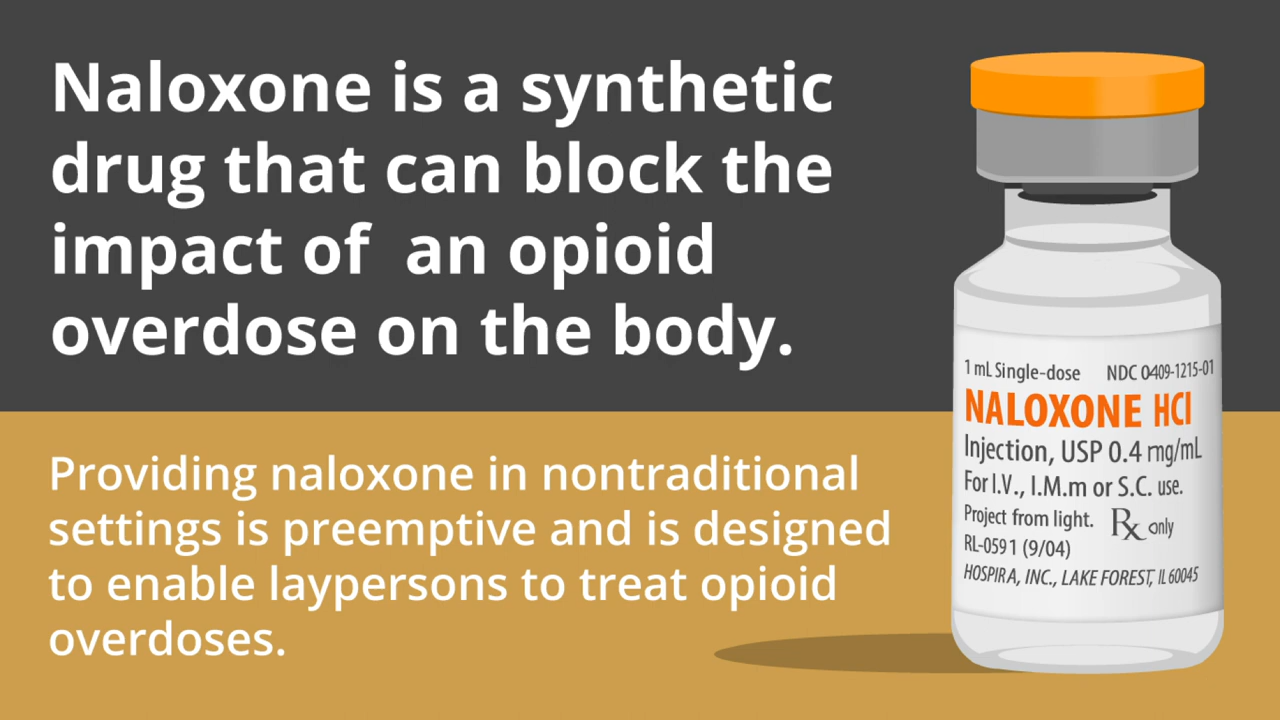 Naloxone is a synthetic
drug that can block the
impact of  an opioid
overdose on the body.
Providing naloxone in nontraditional
settings is preemptive and is designed
to enable laypersons to treat opioid
overdoses.
1 mL Single-dose NDC 0409-1215-01
NALOXONE HCl
Injection, USP 0.4 mg/mL
For I.V., I.M.m or S.C. use.
Project from light. Rx only
RL-0591 (9/04)
HOSPIRA, INC., LAKE FOREST, IL 60045